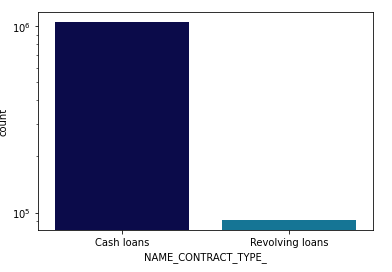 10⁶
10⁵
count
Cash loans
Revolving loans
NAME_CONTRACT_TYPE_